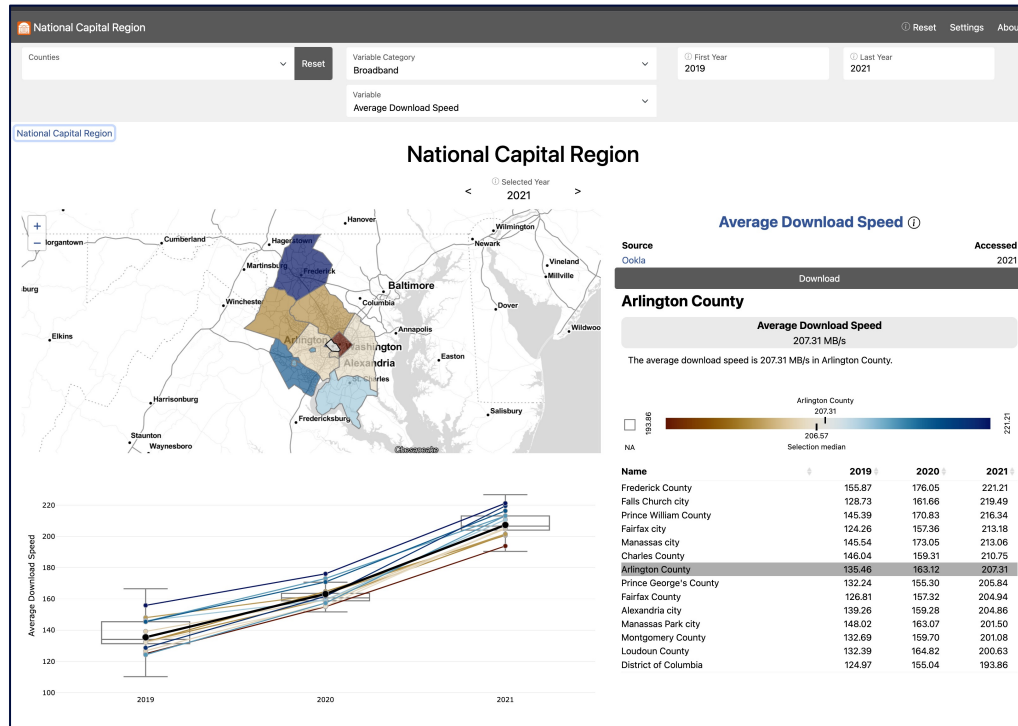 National Capital Region
Reset Settings Abou
Counties
Reset
Variable Category
Broadband
First Year
2019
Last Year
2021
Variable
Average Download Speed
National Capital Region
National Capital Region
Selected Year
< 2021 >
+
−
Hanover
Wilmington
lorgantown
Cumberland
Hagerstown
Newark
Martinsburg
Frederick
Vineland
Millville
burg
Baltimore
Winchester
Columbia
Dover
Annapolis
Wildwoo
Elkins
Arlington
Washington
Alexandria
Easton
St. Charles
Harrisonburg
Salisbury
Fredericksburg
Staunton
Waynesboro
Chesapeake
Average Download Speed
220
200
180
160
140
120
100
2019 2020 2021
Average Download Speed
Source Accessed
Ookla 2021
Download
Arlington County
Average Download Speed
207.31 MB/s
The average download speed is 207.31 MB/s in Arlington County.
Arlington County
207.31
193.86
221.21
206.57
NA
Selection median
Name 2019 2020 2021
Frederick County 155.87 176.05 221.21
Falls Church city 128.73 161.66 219.49
Prince William County 145.39 170.83 216.34
Fairfax city 124.26 157.36 213.18
Manassas city 145.54 173.05 213.06
Charles County 146.04 159.31 210.75
Arlington County 135.46 163.12 207.31
Prince George's County 132.24 155.30 205.84
Fairfax County 126.81 157.32 204.94
Alexandria city 139.26 159.28 204.86
Manassas Park city 148.02 163.07 201.50
Montgomery County 132.69 159.70 201.08
Loudoun County 132.39 164.82 200.63
District of Columbia 124.97 155.04 193.86